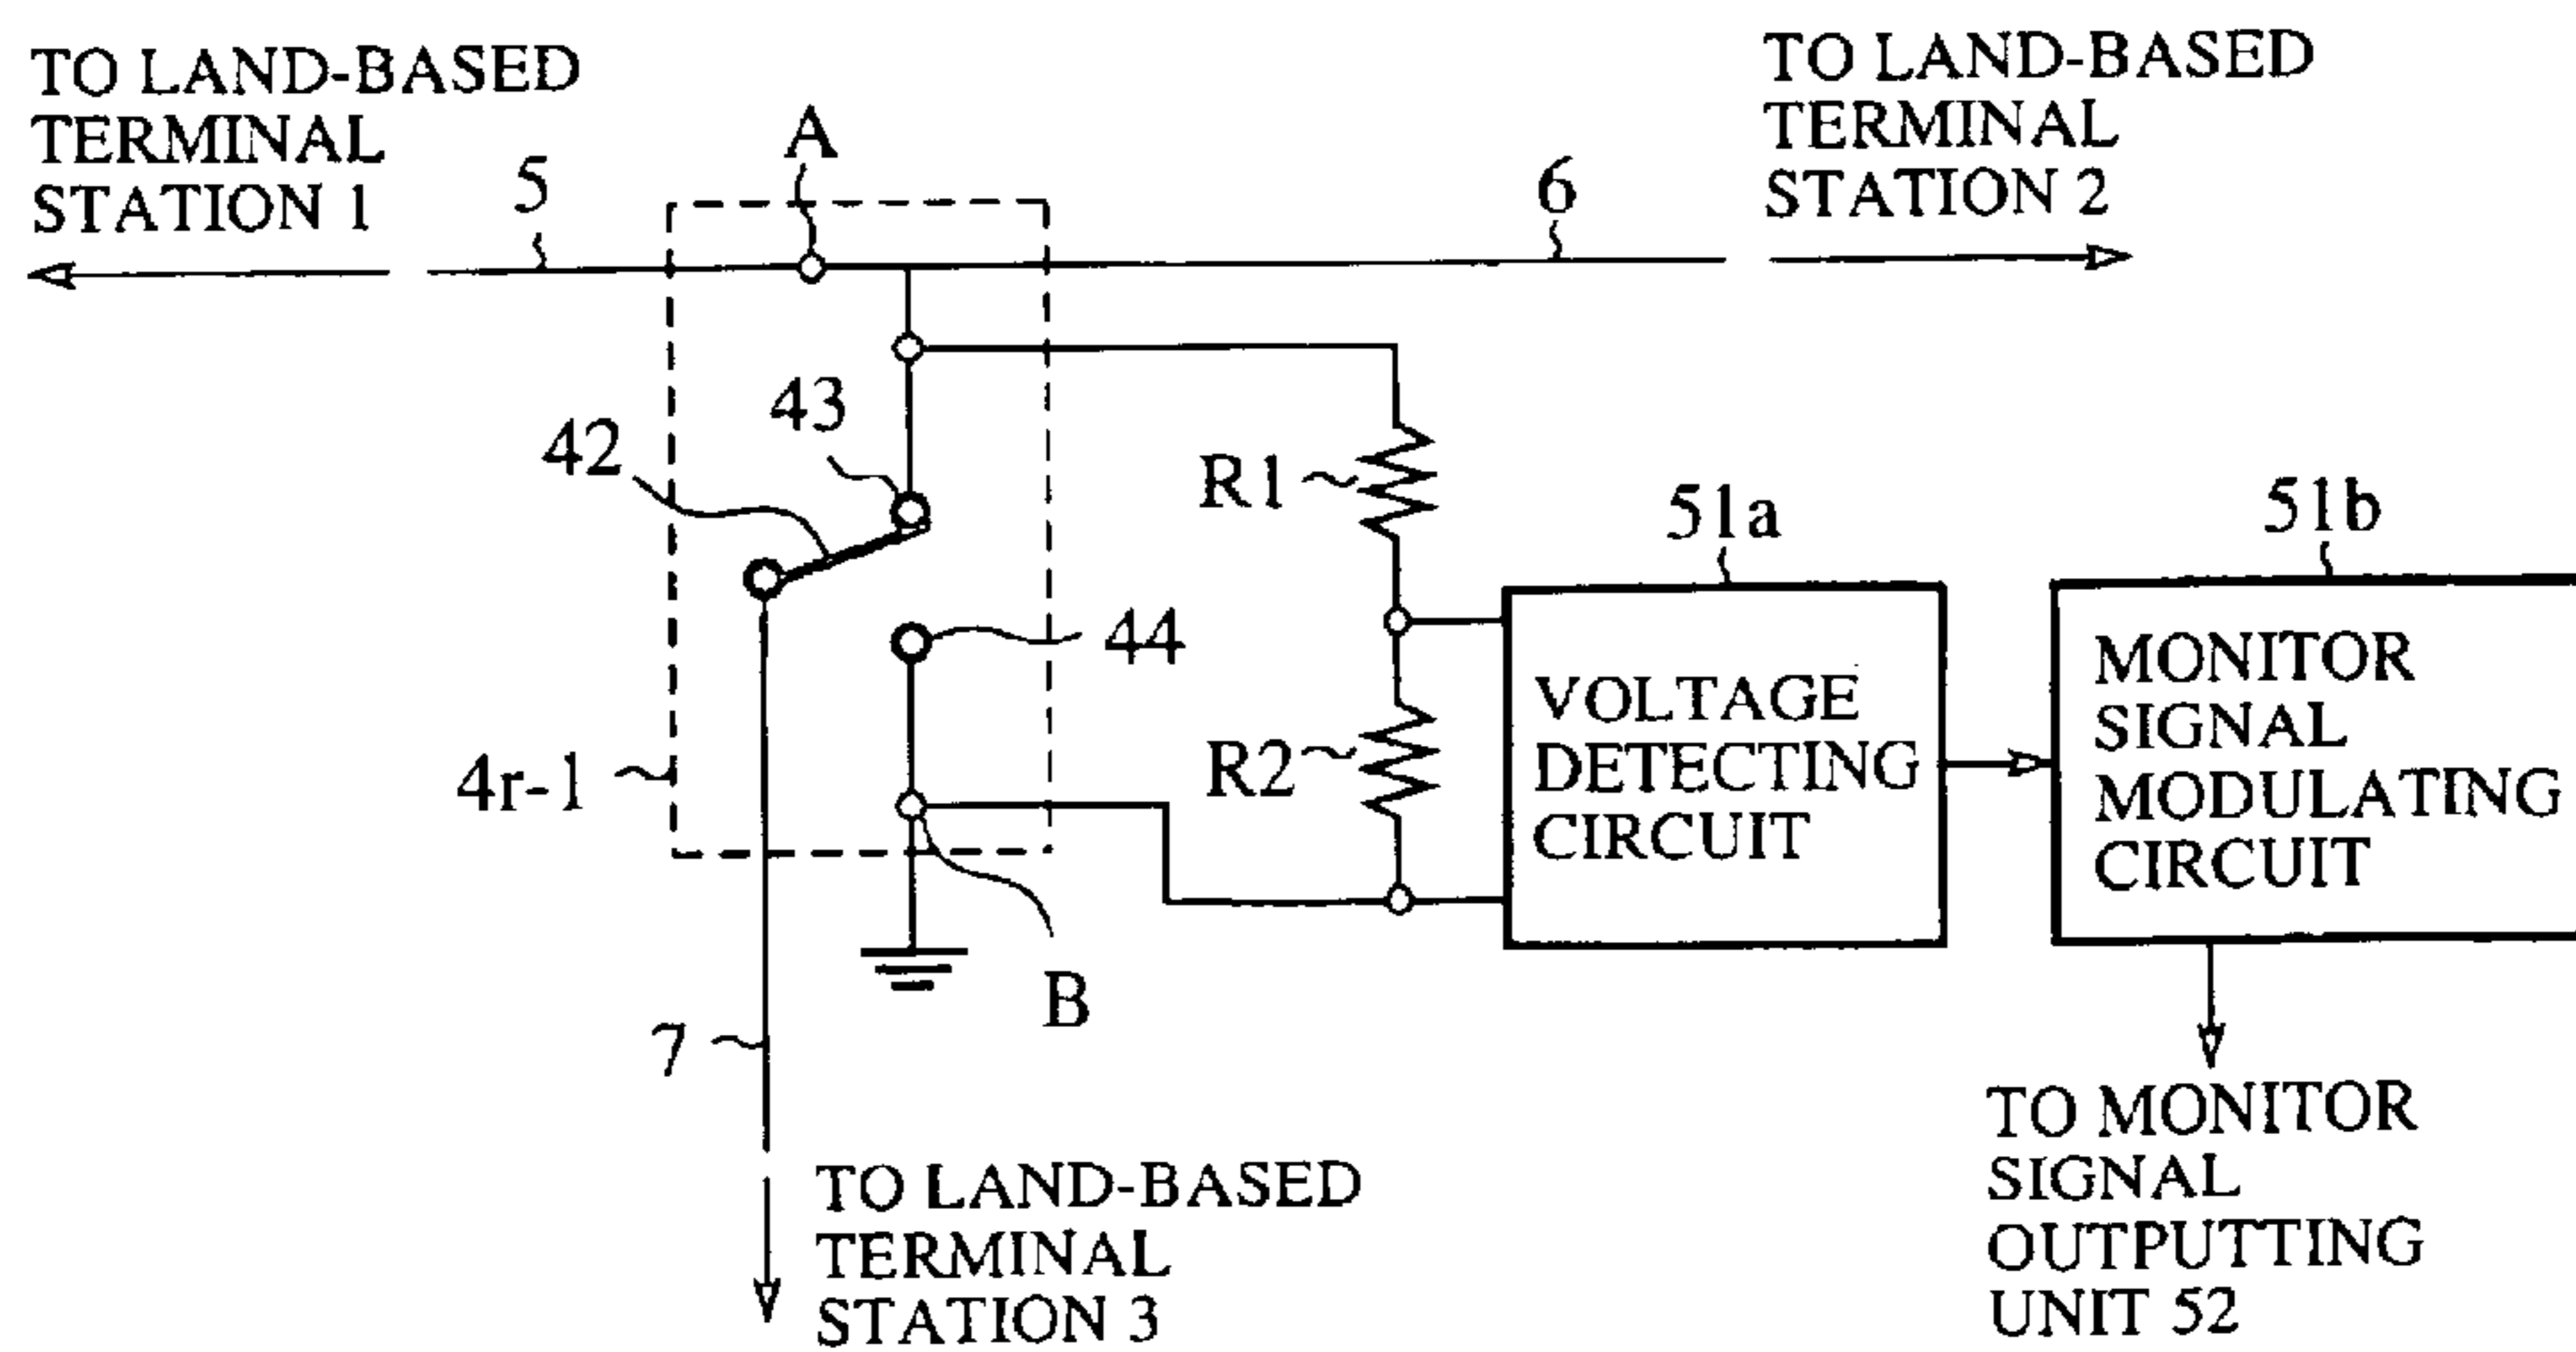 TO LAND-BASED
TERMINAL
STATION 1
TO LAND-BASED
TERMINAL
STATION 2
A
5
6
43
42
R1
51a
51b
44
4r-1
R2
VOLTAGE
DETECTING
CIRCUIT
MONITOR
SIGNAL
MODULATING
CIRCUIT
B
7
TO LAND-BASED
TERMINAL
STATION 3
TO MONITOR
SIGNAL
OUTPUTTING
UNIT 52